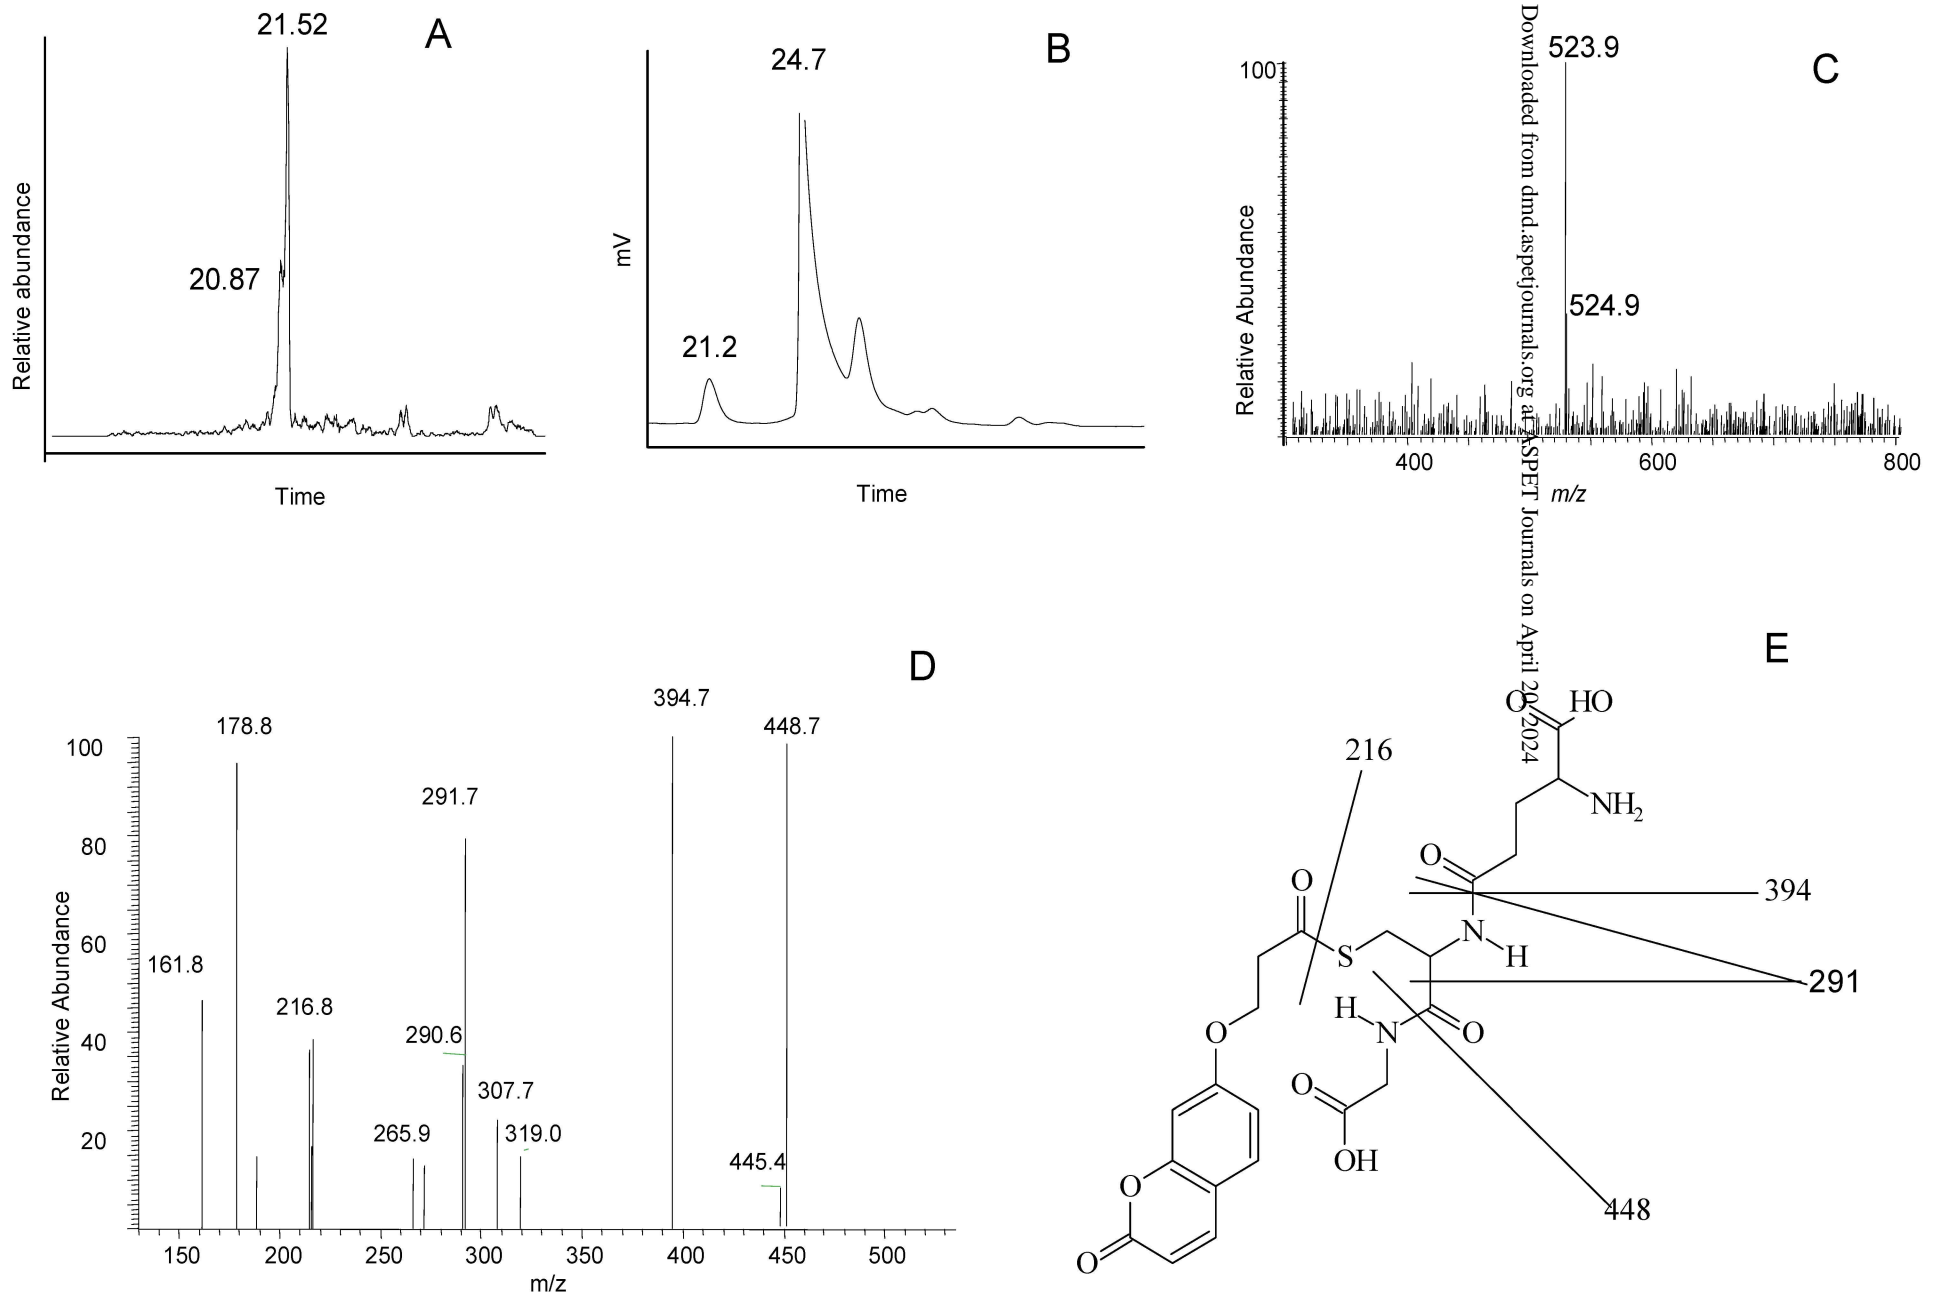 A
21.52
20.87
Relative abundance
Time
B
24.7
21.2
mV
Time
C
523.9
100
524.9
Relative Abundance
400
600
800
m/z
Downloaded from dmd.aspetjournals.org at ASPET Journals on April 20, 2024
D
394.7
178.8
448.7
100
291.7
80
60
161.8
216.8
290.6
40
307.7
265.9
319.0
20
445.4
Relative Abundance
150
200
250
300
350
400
450
500
m/z
E
O
HO
216
NH2
O
394
O
N
H
S
291
H
N
O
O
O
OH
O
448
O